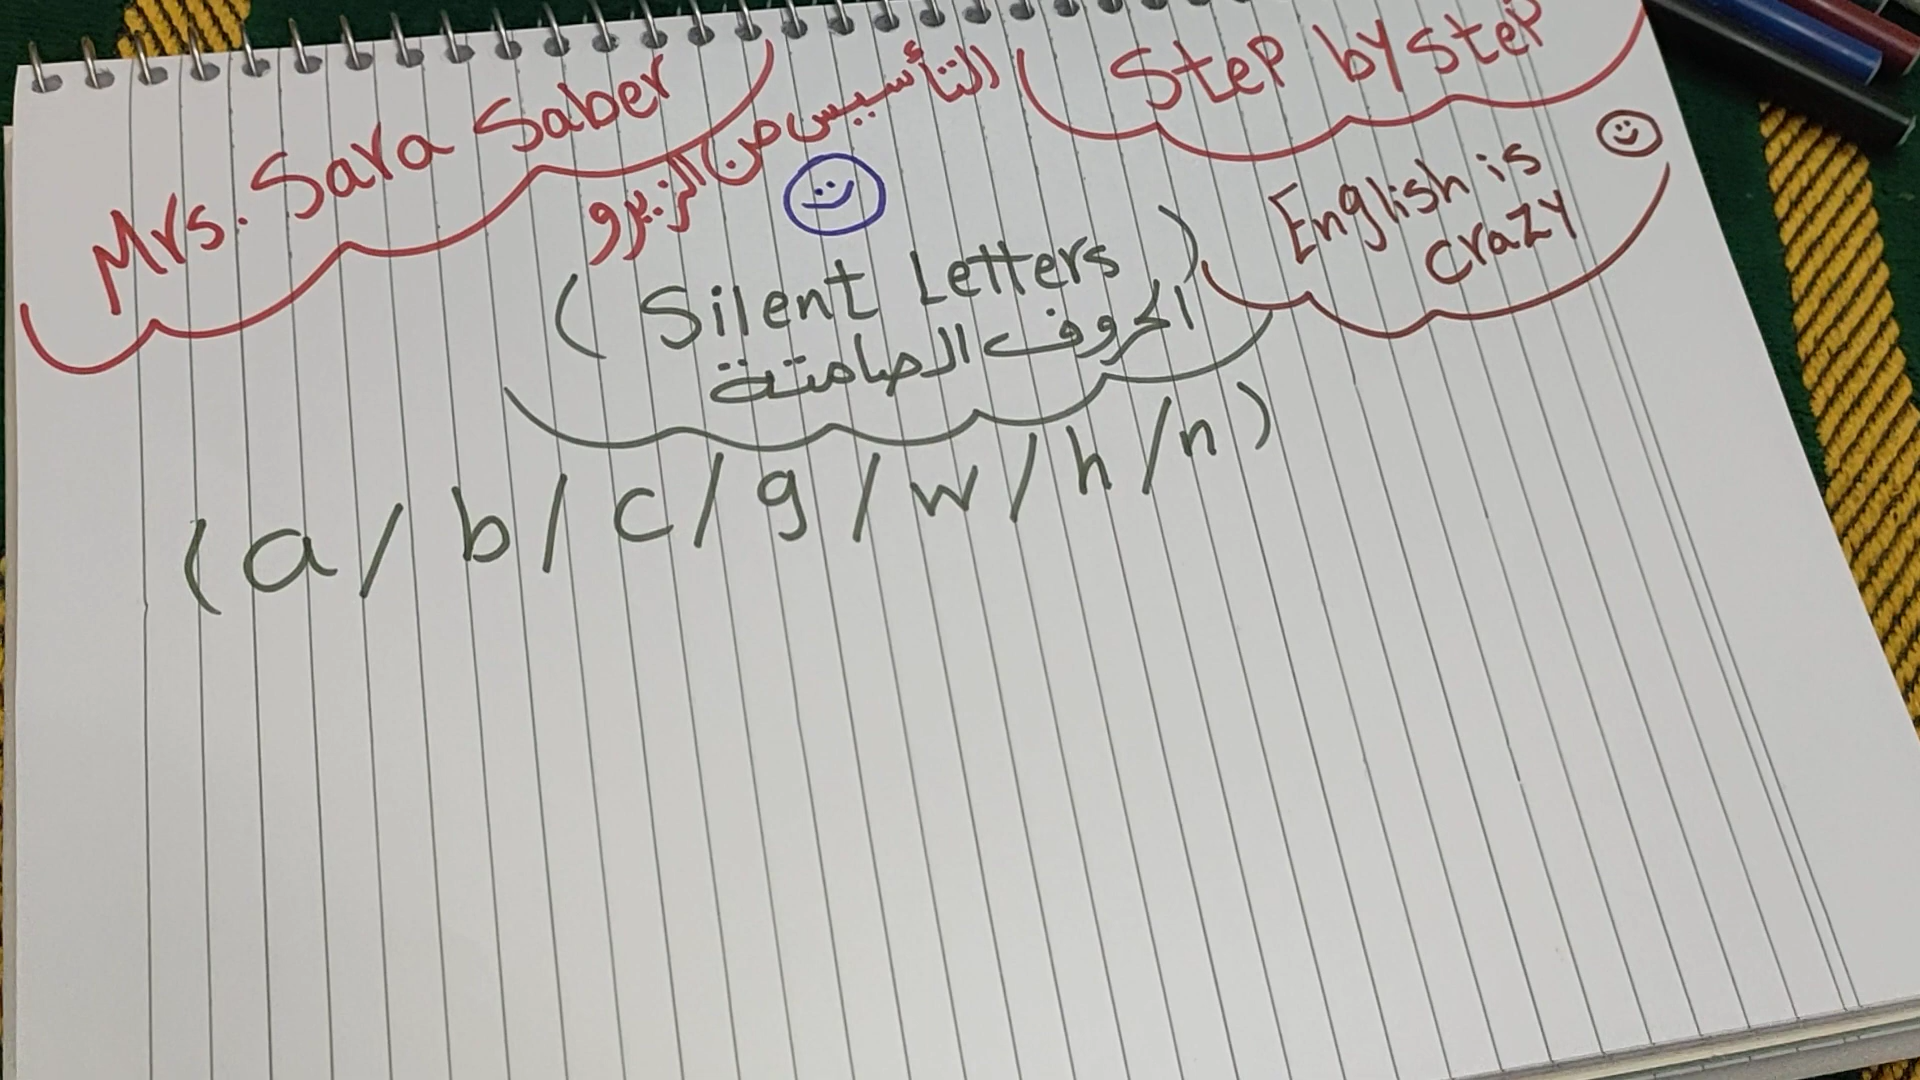 Mrs. Sara Saber
التأسيس من الزيرو
Step by step
English is
crazy
( Silent Letters )
الحروف الصامتة
( a / b / c / g / w / h / n )